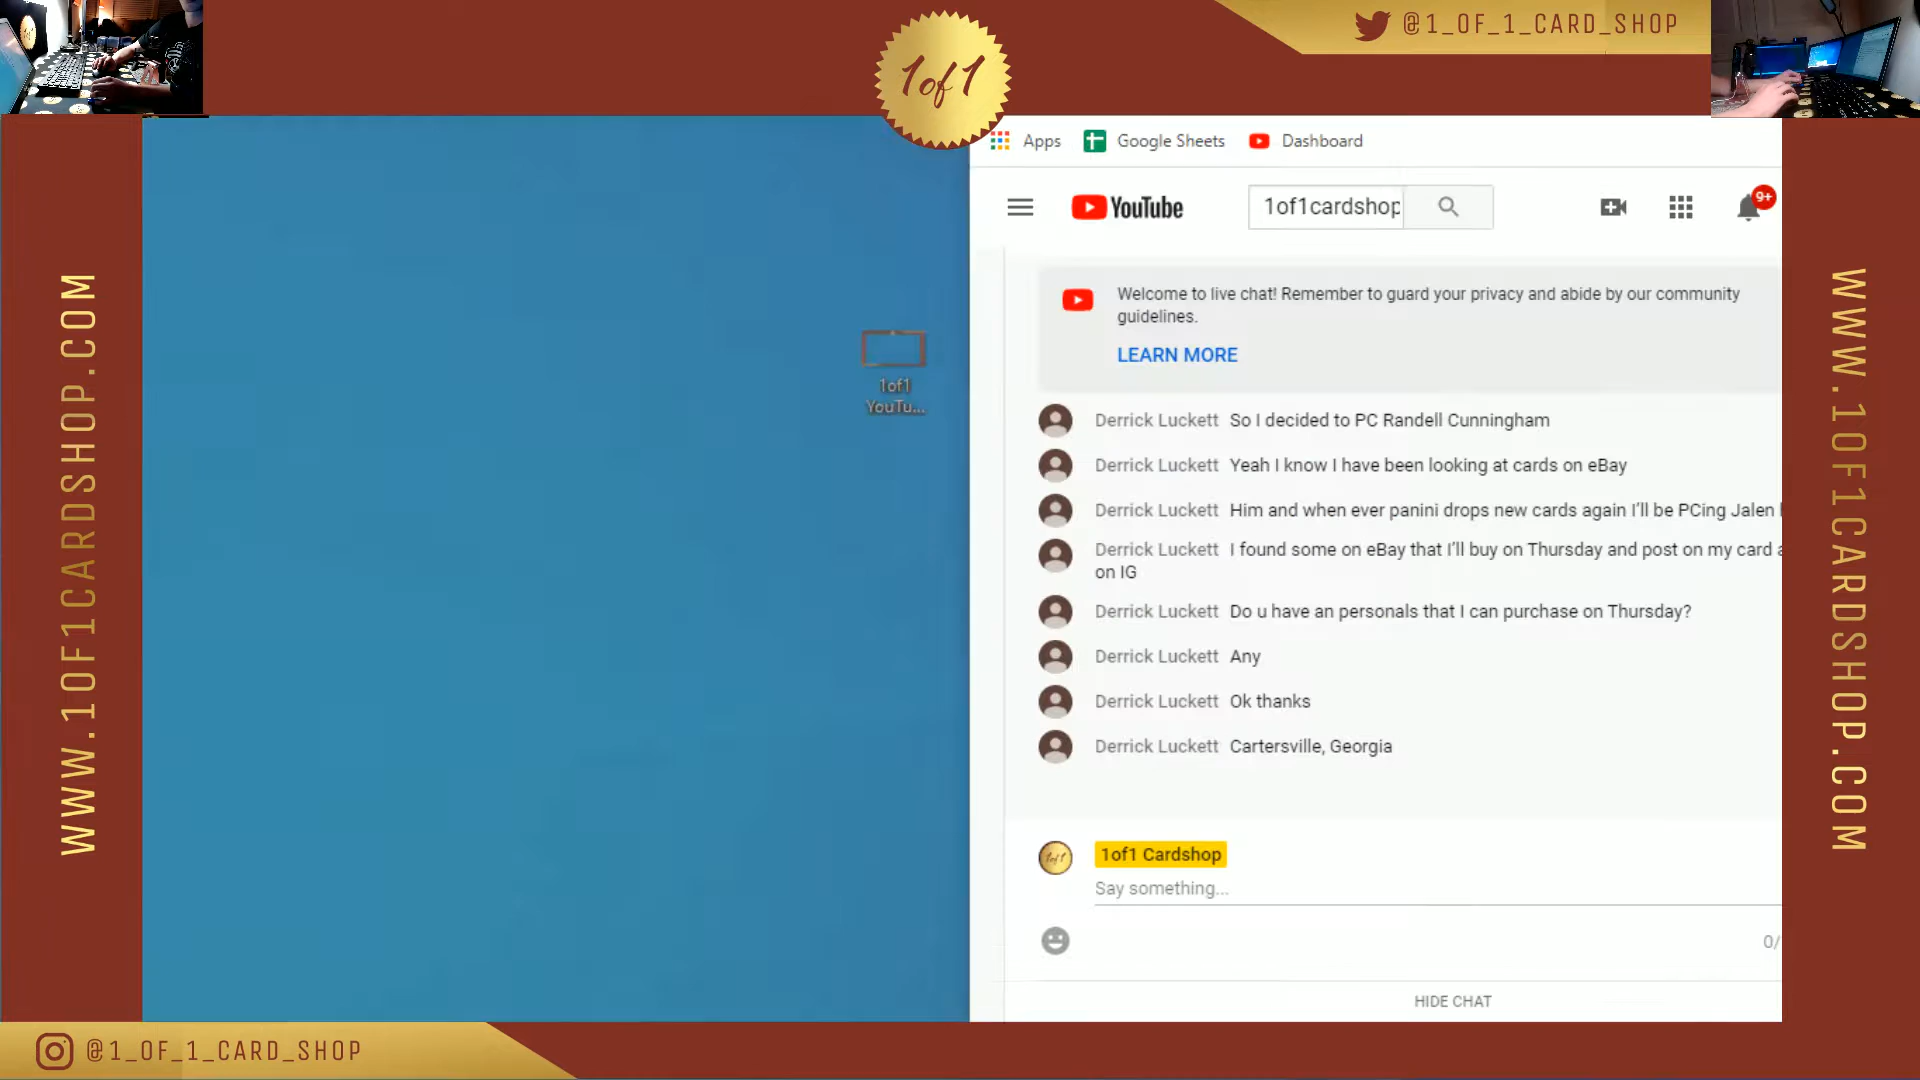 @1_OF_1_CARD_SHOP
1of1
Apps
Google Sheets
Dashboard
YouTube
1of1cardshop
9+
Welcome to live chat! Remember to guard your privacy and abide by our community
guidelines.
LEARN MORE
1of1
YouTu...
Derrick Luckett So I decided to PC Randell Cunningham
Derrick Luckett Yeah I know I have been looking at cards on eBay
Derrick Luckett Him and when ever panini drops new cards again I'll be PCing Jalen
Derrick Luckett I found some on eBay that I'll buy on Thursday and post on my card
on IG
Derrick Luckett Do u have an personals that I can purchase on Thursday?
Derrick Luckett Any
Derrick Luckett Ok thanks
Derrick Luckett Cartersville, Georgia
1of1
1of1 Cardshop
Say something...
0/
HIDE CHAT
WWW.1OF1CARDSHOP.COM
WWW.1OF1CARDSHOP.COM
@1_OF_1_CARD_SHOP